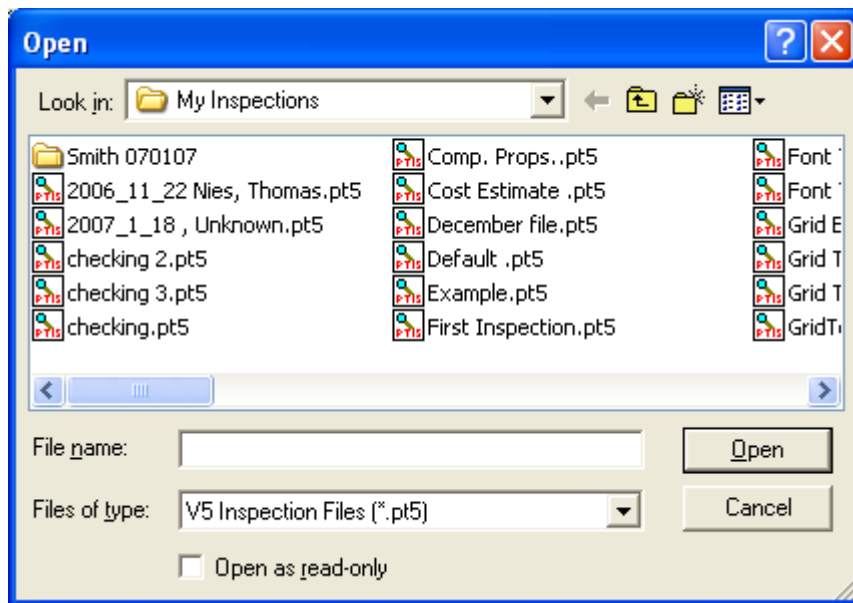 Open
Look in: My Inspections
Smith 070107
2006_11_22 Nies, Thomas.pt5
2007_1_18 , Unknown.pt5
checking 2.pt5
checking 3.pt5
checking.pt5
Comp. Props..pt5
Cost Estimate .pt5
December file.pt5
Default .pt5
Example.pt5
First Inspection.pt5
Font
Font
Grid E
Grid T
Grid T
GridT
File name:
Open
Files of type: V5 Inspection Files (*.pt5)
Cancel
Open as read-only